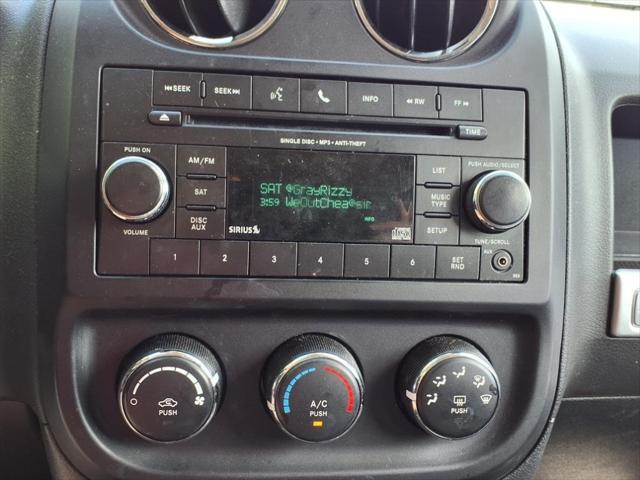 ⏮SEEK SEEK⏭ INFO ◀◀RW FF▶▶
TIME
SINGLE DISC • MP3 • ANTI-THEFT
PUSH ON
VOLUME
AM/FM
SAT
DISC
AUX
SAT @GrayRizzy
3:59 WeOutChea@sir
INFO
SIRIUS
LIST
MUSIC
TYPE
SETUP
PUSH AUDIO/SELECT
TUNE/SCROLL
AUX
1 2 3 4 5 6 SET
RND
PUSH
A/C
PUSH
PUSH